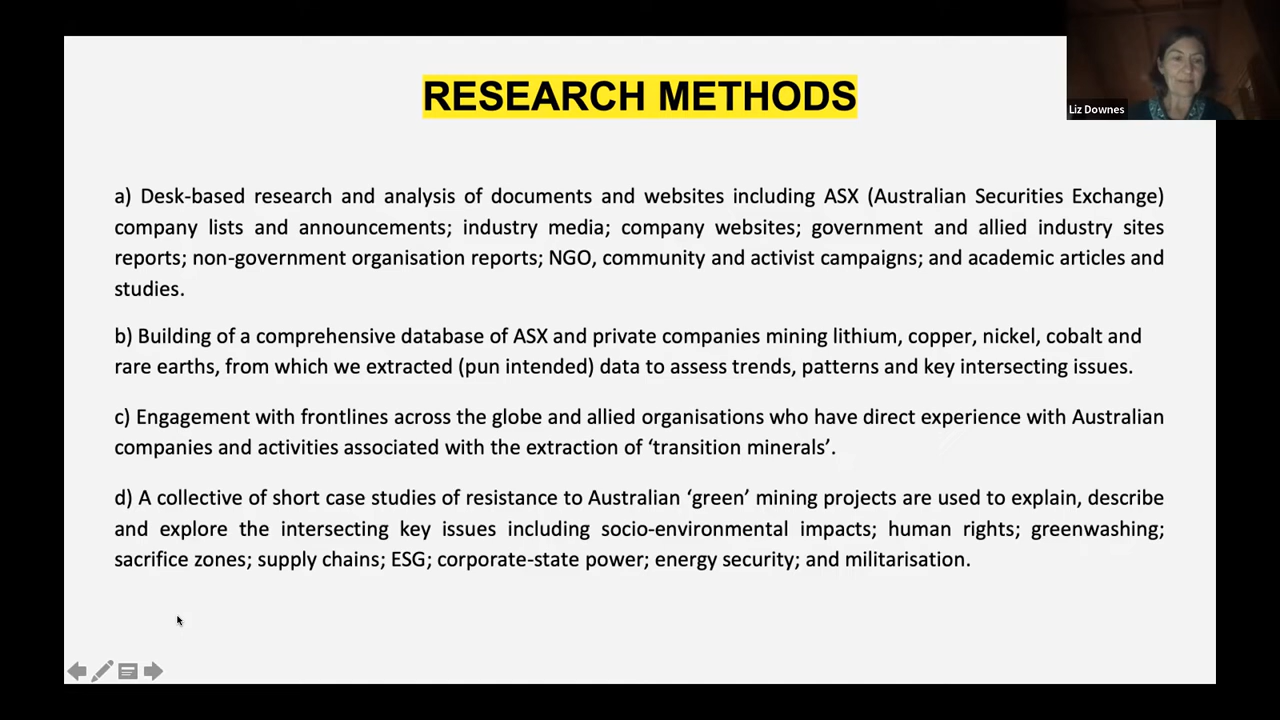 RESEARCH METHODS
Liz Downes
a) Desk-based research and analysis of documents and websites including ASX (Australian Securities Exchange)
company lists and announcements; industry media; company websites; government and allied industry sites
reports; non-government organisation reports; NGO, community and activist campaigns; and academic articles and
studies.
b) Building of a comprehensive database of ASX and private companies mining lithium, copper, nickel, cobalt and
rare earths, from which we extracted (pun intended) data to assess trends, patterns and key intersecting issues.
c) Engagement with frontlines across the globe and allied organisations who have direct experience with Australian
companies and activities associated with the extraction of ‘transition minerals’.
d) A collective of short case studies of resistance to Australian ‘green’ mining projects are used to explain, describe
and explore the intersecting key issues including socio-environmental impacts; human rights; greenwashing;
sacrifice zones; supply chains; ESG; corporate-state power; energy security; and militarisation.